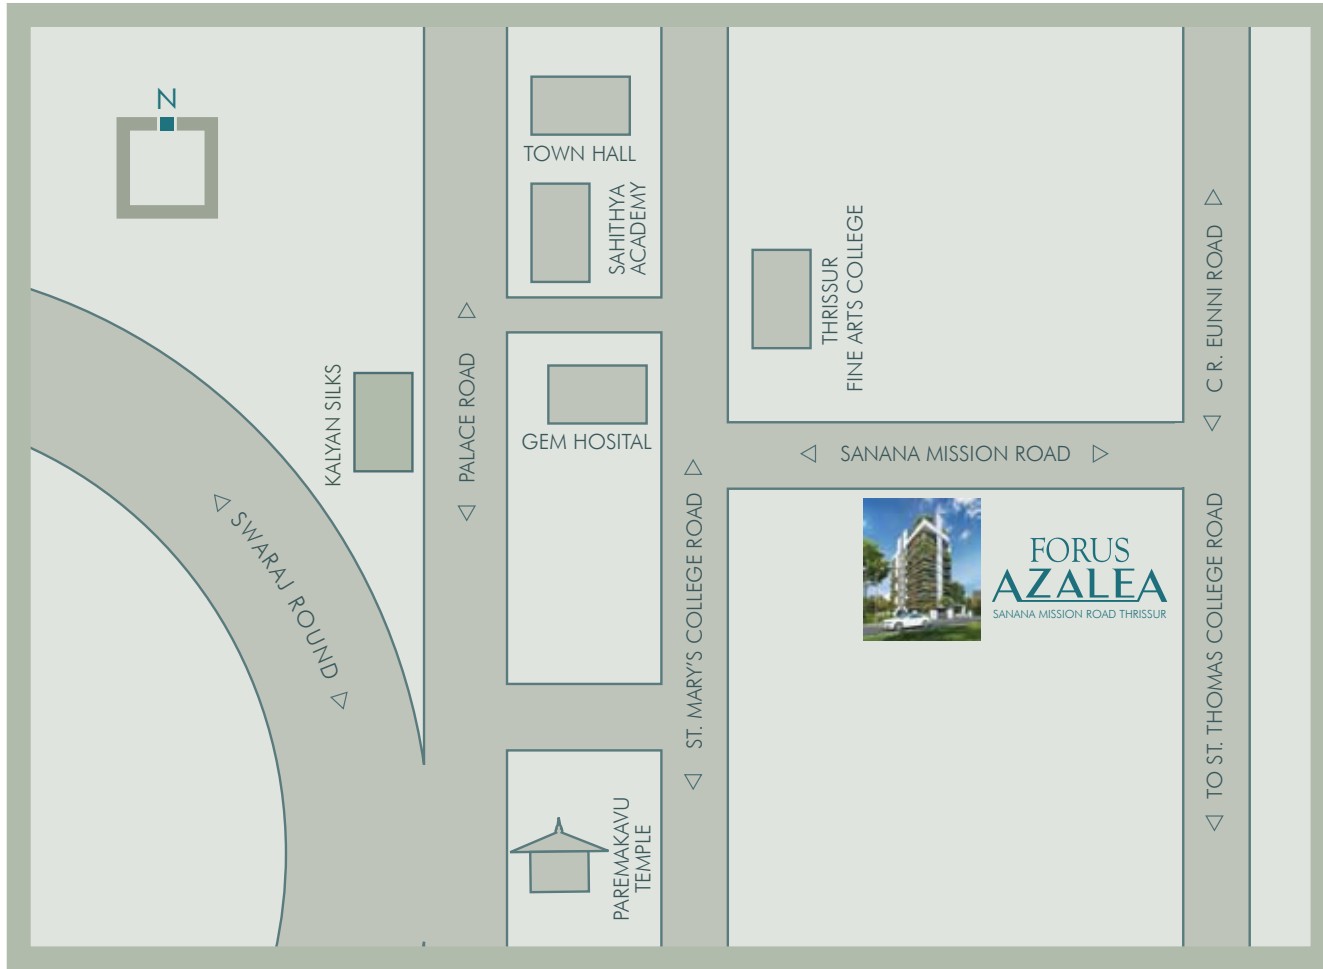 N
TOWN HALL
SAHITHYA
ACADEMY
THRISSUR
FINE ARTS COLLEGE
C R. EUNNI ROAD
KALYAN SILKS
PALACE ROAD
GEM HOSITAL
SANANA MISSION ROAD
SWARAJ ROUND
ST. MARY'S COLLEGE ROAD
FORUS
AZALEA
SANANA MISSION ROAD THRISSUR
TO ST. THOMAS COLLEGE ROAD
PAREMAKAVU
TEMPLE